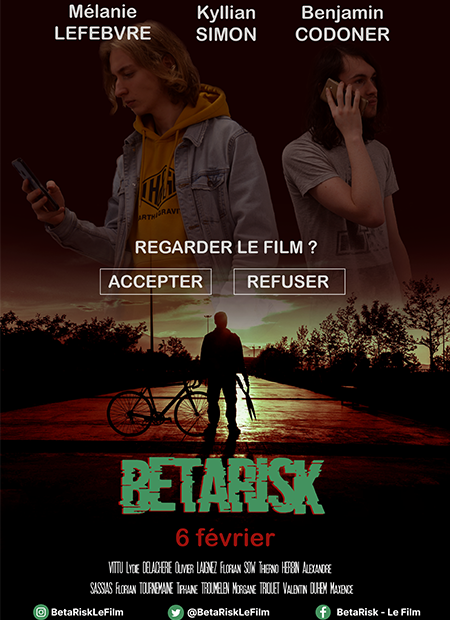 Mélanie Kyllian Benjamin
LEFEBVRE SIMON CODONER
REGARDER LE FILM ?
ACCEPTER REFUSER
BETARISK
6 février
VITTU Lydie DELACHERIE Olivier LAIGNEZ Florian SOW Thierno HERBIN Alexandre
SASSIAS Florian TOURNEMAINE Tiphaine TROUMELEN Morgane TRIQUET Valentin DUHEM Maxence
BetaRiskLeFilm @BetaRiskLeFilm BetaRisk - Le Film